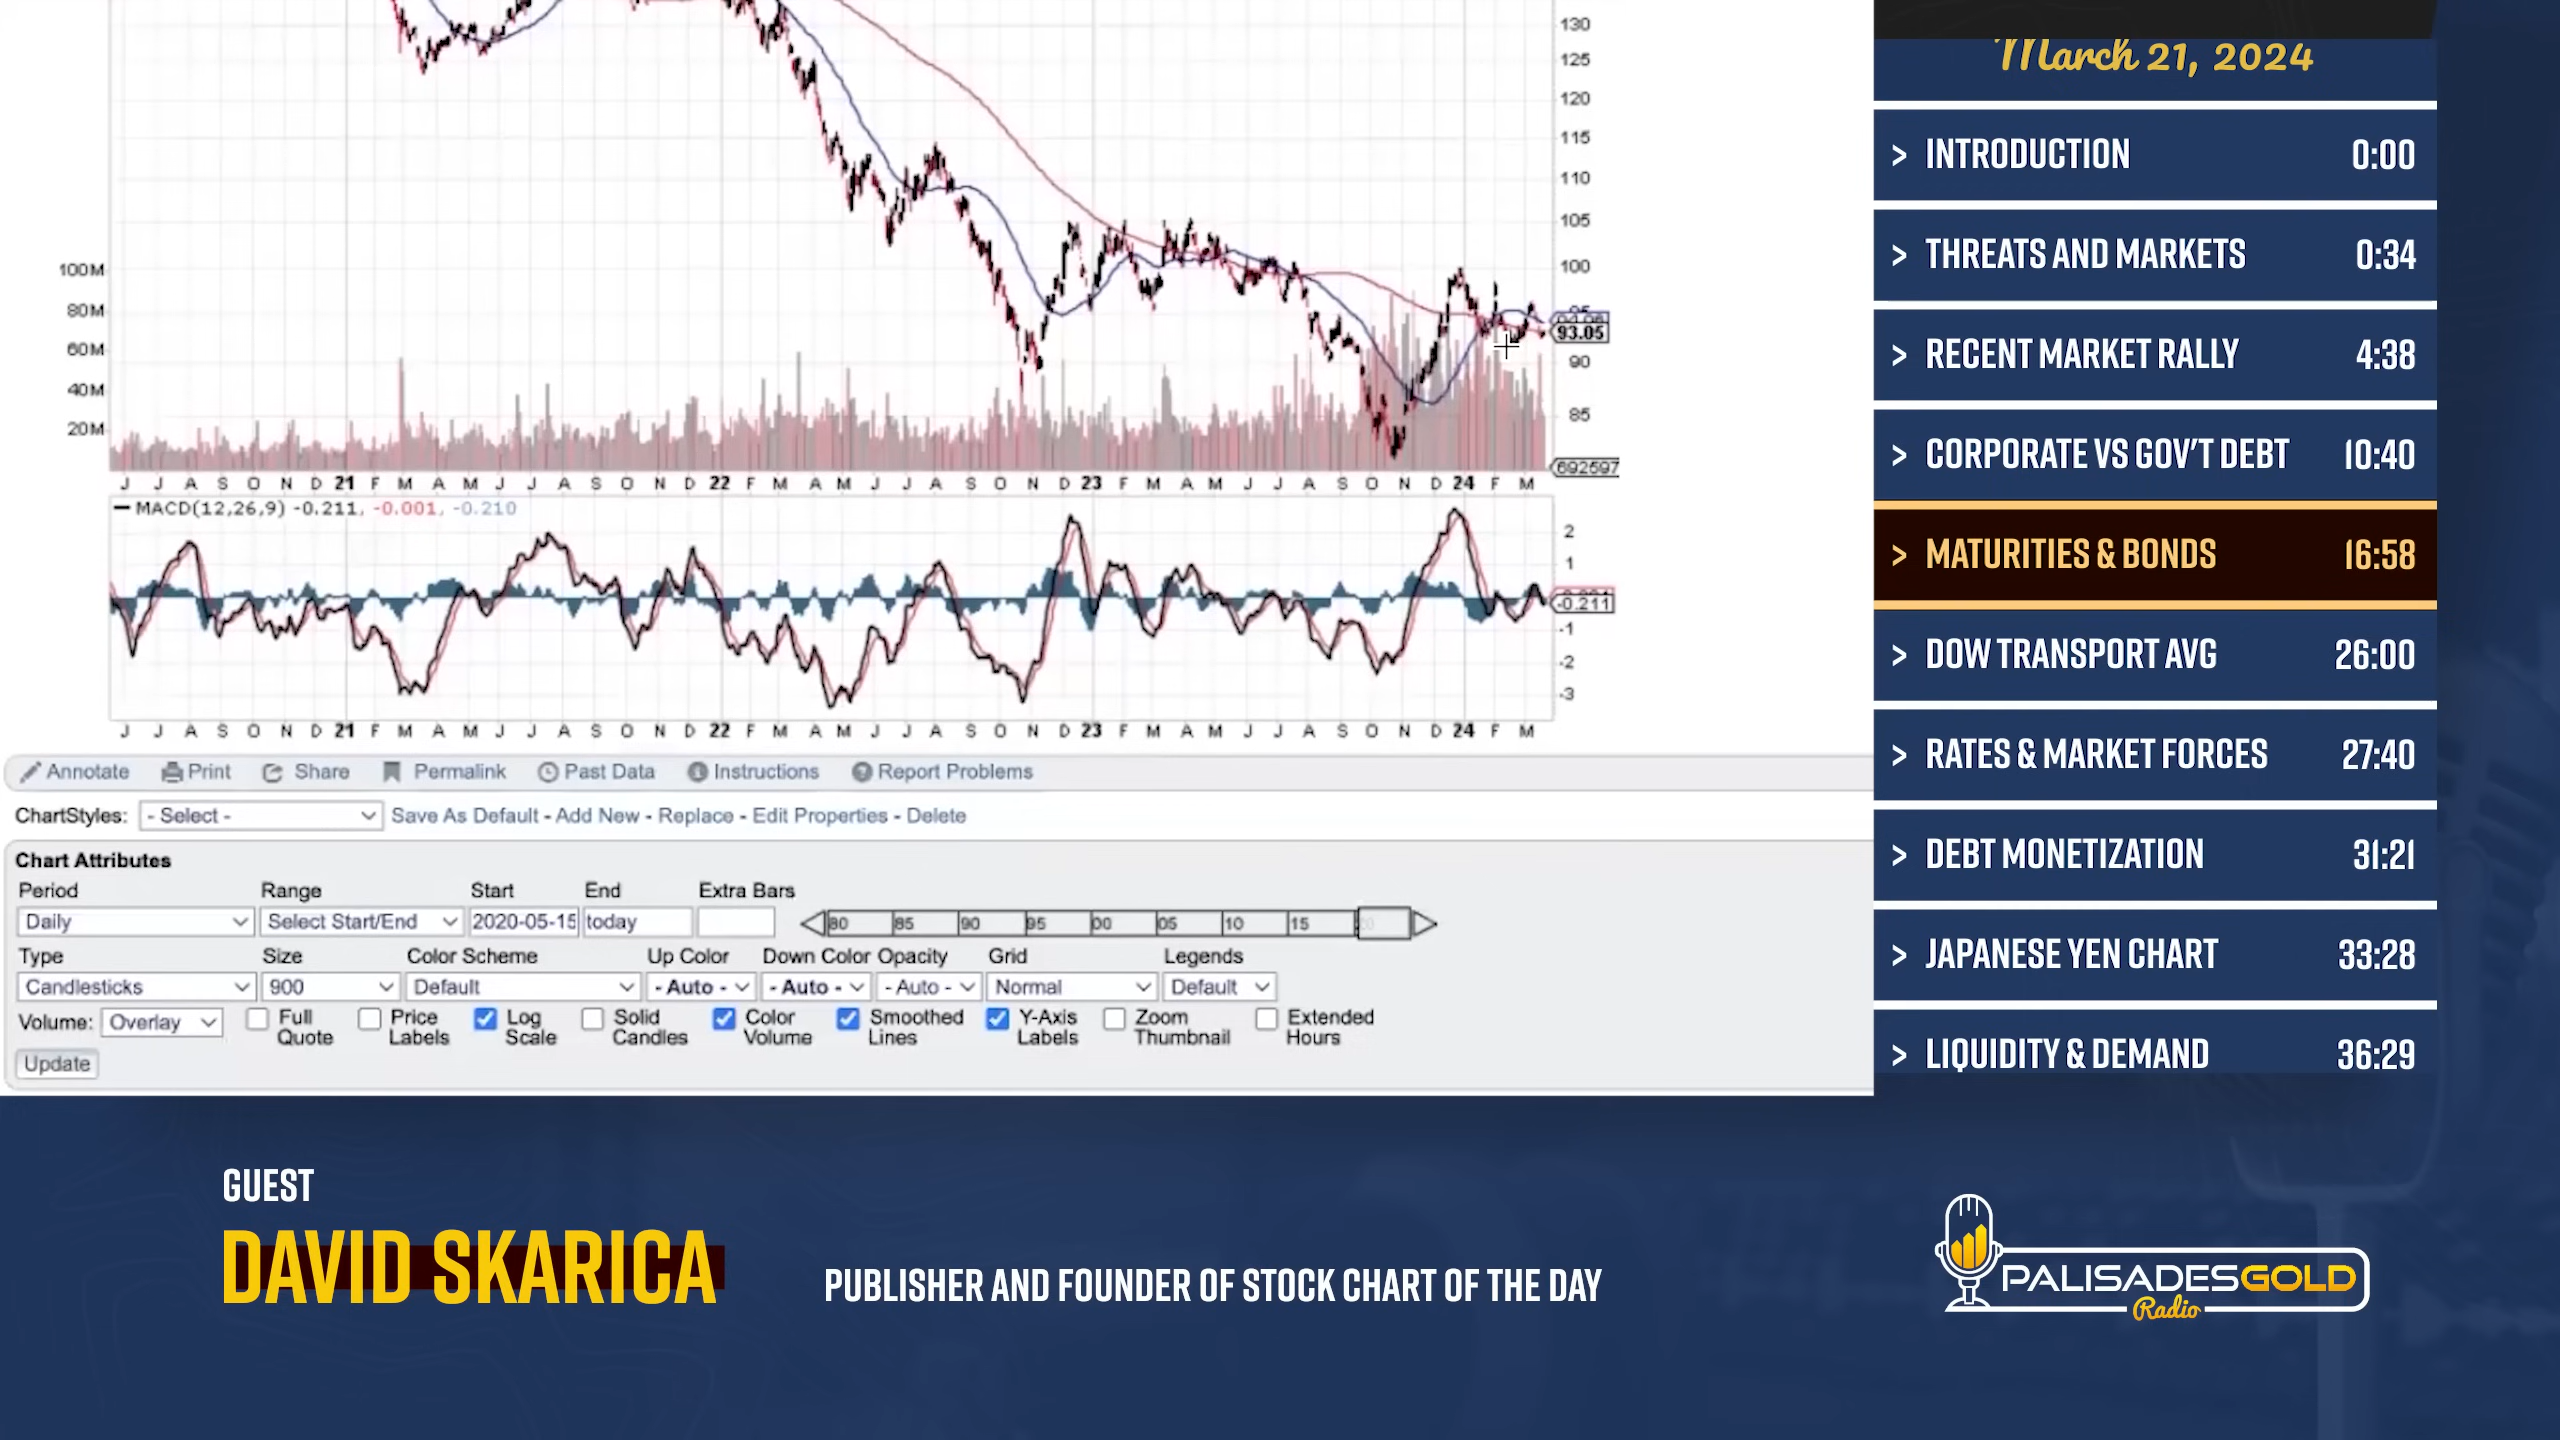 March 21, 2024
> INTRODUCTION 0:00
> THREATS AND MARKETS 0:34
> RECENT MARKET RALLY 4:38
> CORPORATE VS GOV'T DEBT 10:40
> MATURITIES & BONDS 16:58
> DOW TRANSPORT AVG 26:00
> RATES & MARKET FORCES 27:40
> DEBT MONETIZATION 31:21
> JAPANESE YEN CHART 33:28
> LIQUIDITY & DEMAND 36:29
130
125
120
115
110
105
100
95
93.05
90
85
692597
100M
80M
60M
40M
20M
J J A S O N D 21 F M A M J J A S O N D 22 F M A M J J A S O N D 23 F M A M J J A S O N D 24 F M
MACD(12,26,9) -0.211, -0.001, -0.210
2
1
-0.211
-1
-2
-3
J J A S O N D 21 F M A M J J A S O N D 22 F M A M J J A S O N D 23 F M A M J J A S O N D 24 F M
Annotate Print Share Permalink Past Data Instructions Report Problems
ChartStyles: - Select - Save As Default - Add New - Replace - Edit Properties - Delete
Chart Attributes
Period Range Start End Extra Bars
Daily Select Start/End 2020-05-15 today 80 85 90 95 00 05 10 15 20
Type Size Color Scheme Up Color Down Color Opacity Grid Legends
Candlesticks 900 Default - Auto - - Auto - - Auto - Normal Default
Volume: Overlay Full Quote Price Labels Log Scale Solid Candles Color Volume Smoothed Lines Y-Axis Labels Zoom Thumbnail Extended Hours
Update
GUEST
DAVID SKARICA
PUBLISHER AND FOUNDER OF STOCK CHART OF THE DAY
PALISADESGOLD
Radio